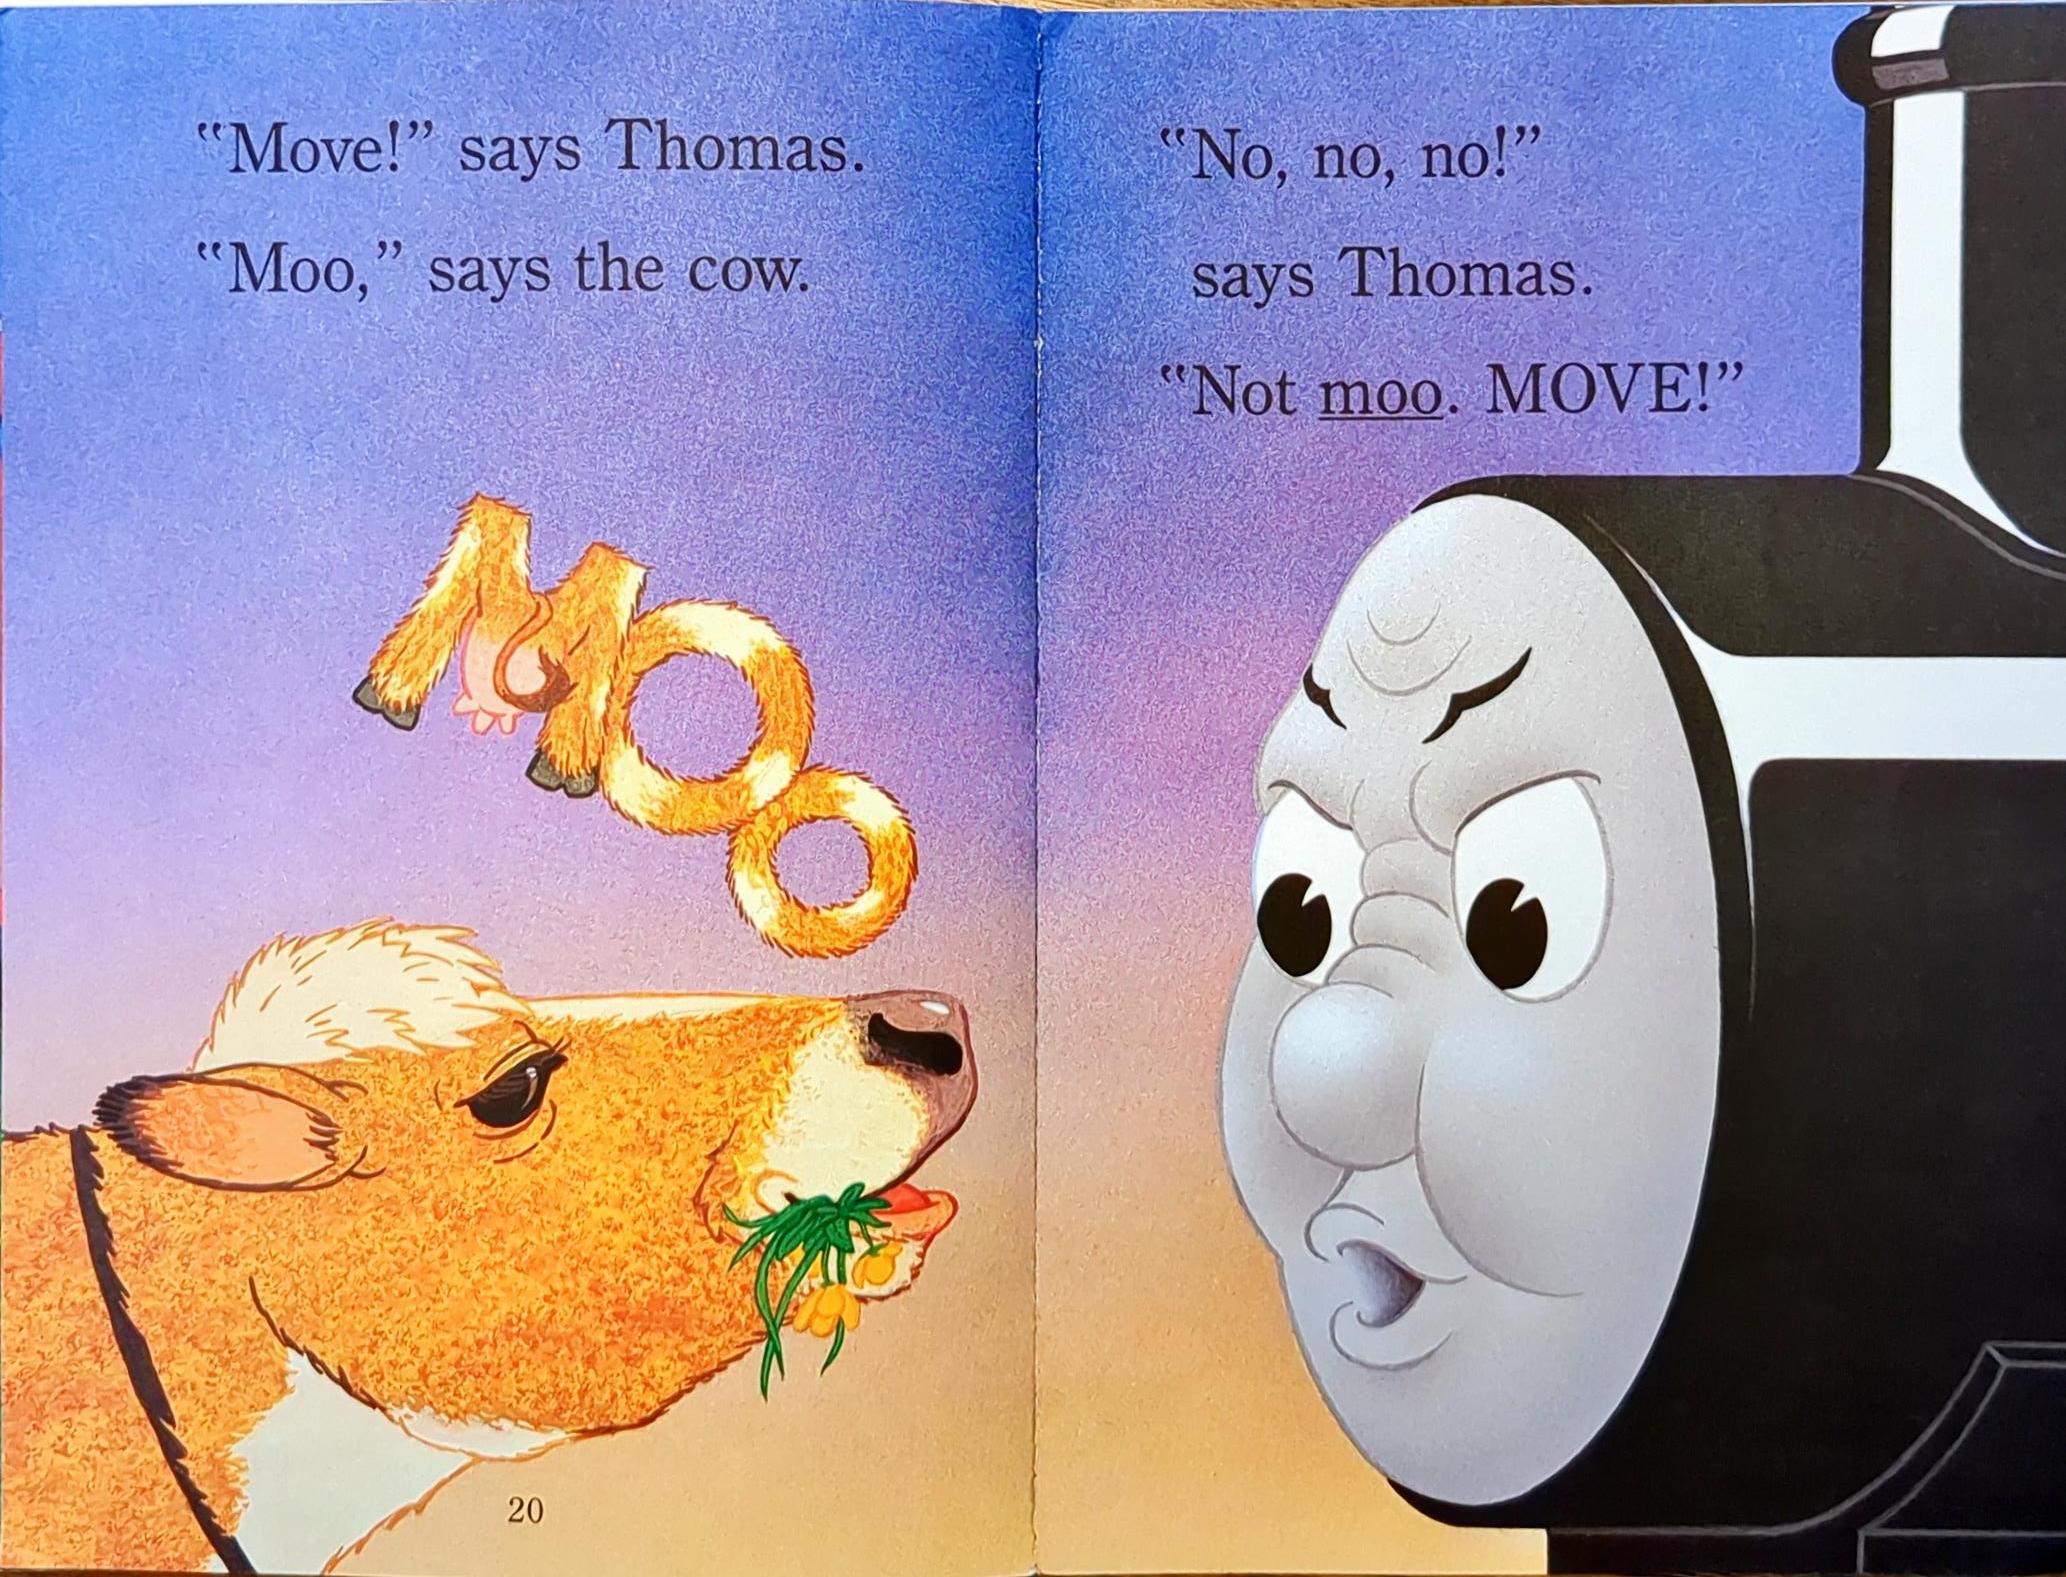 “Move!” says Thomas.
“Moo,” says the cow.
MOO
20
“No, no, no!”
says Thomas.
“Not moo. MOVE!”